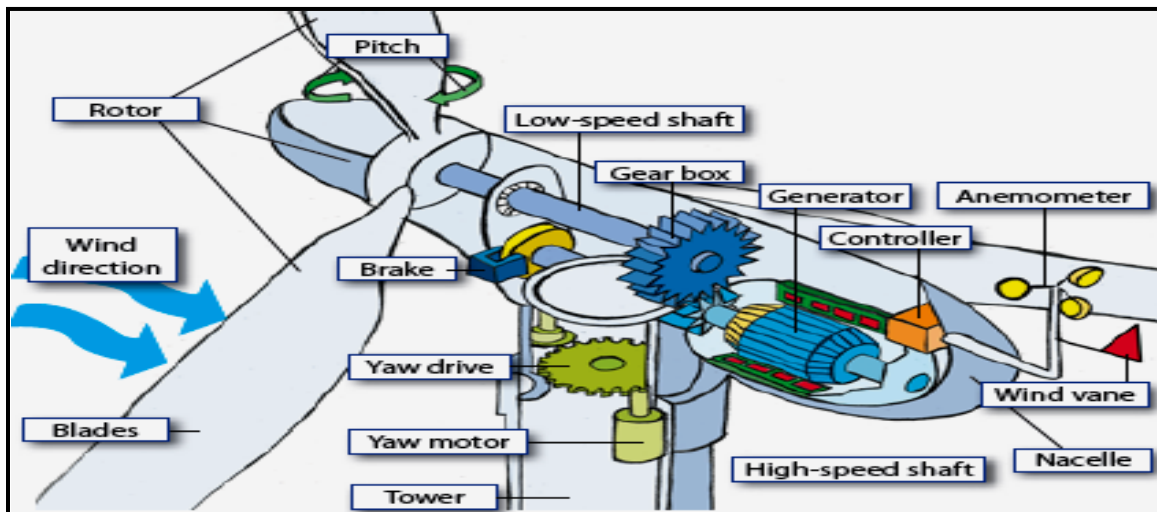 Pitch
Rotor
Low-speed shaft
Gear box
Generator
Anemometer
Controller
Wind
direction
Brake
Yaw drive
Wind vane
Blades
Yaw motor
High-speed shaft
Nacelle
Tower